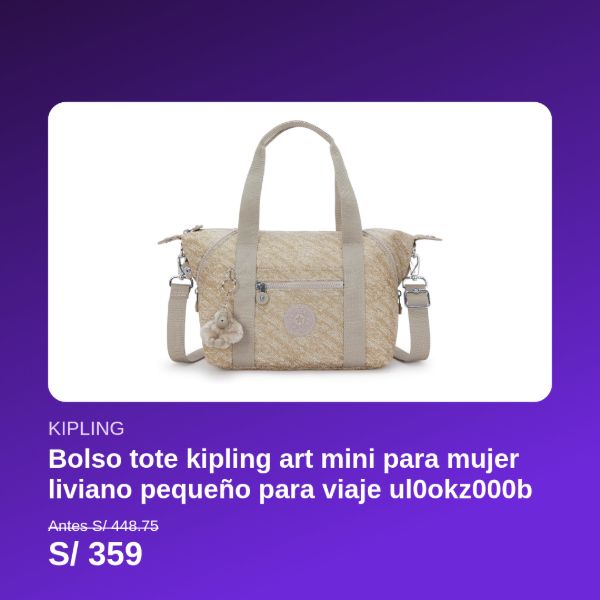 KIPLING
Bolso tote kipling art mini para mujer
liviano pequeño para viaje ul0okz000b
Antes S/ 448.75
S/ 359